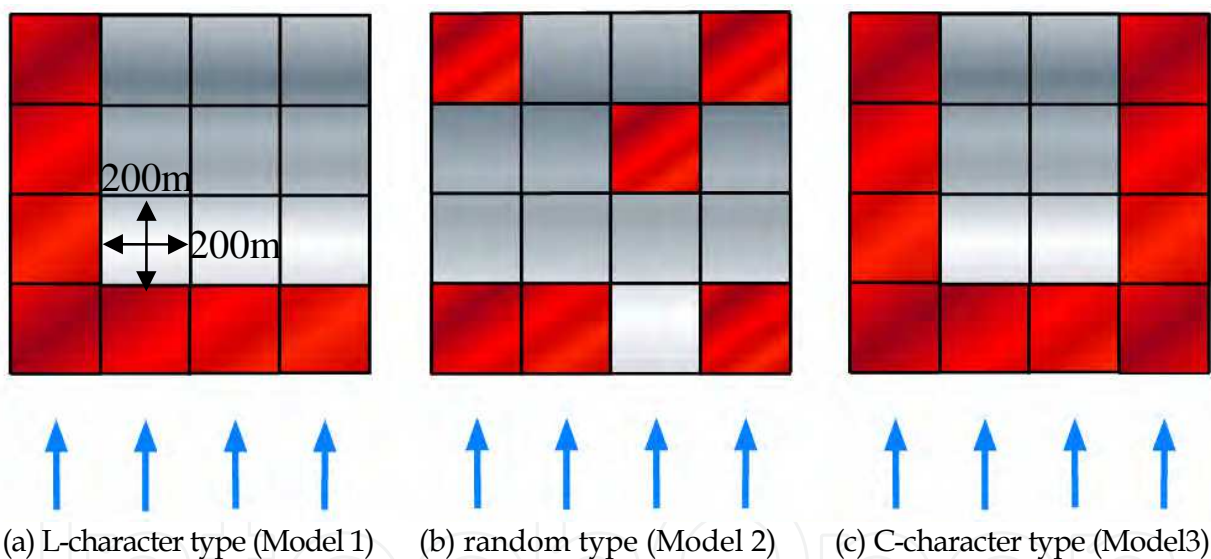 200m
200m
(a) L-character type (Model 1)
(b) random type (Model 2)
(c) C-character type (Model3)